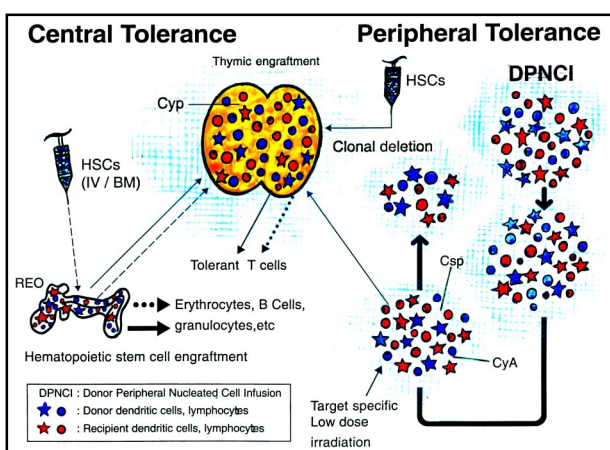 Central Tolerance
Peripheral Tolerance
Thymic engraftment
Cyp
HSCs
DPNCI
Clonal deletion
HSCs
(IV / BM)
Tolerant T cells
REO
Erythrocytes, B Cells,
granulocytes,etc
Hematopoietic stem cell engraftment
Csp
CyA
Target specific
Low dose
irradiation
DPNCI : Donor Peripheral Nucleated Cell Infusion
: Donor dendritic cells, lymphocytes
: Recipient dendritic cells, lymphocytes